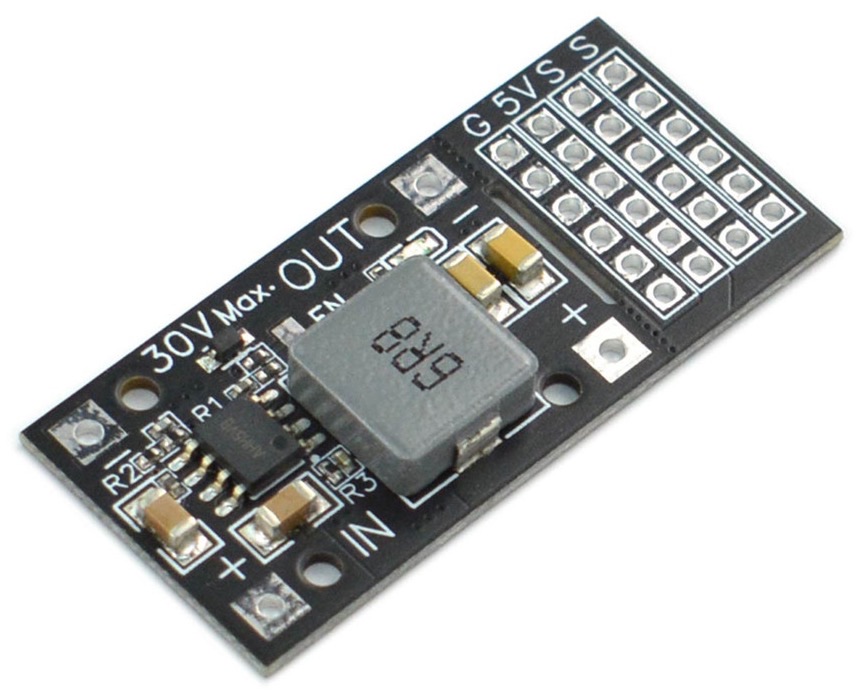 G 5V S S
−
OUT
30V Max.
EN
+
6R8
R1
−
R2
R3
IN
+